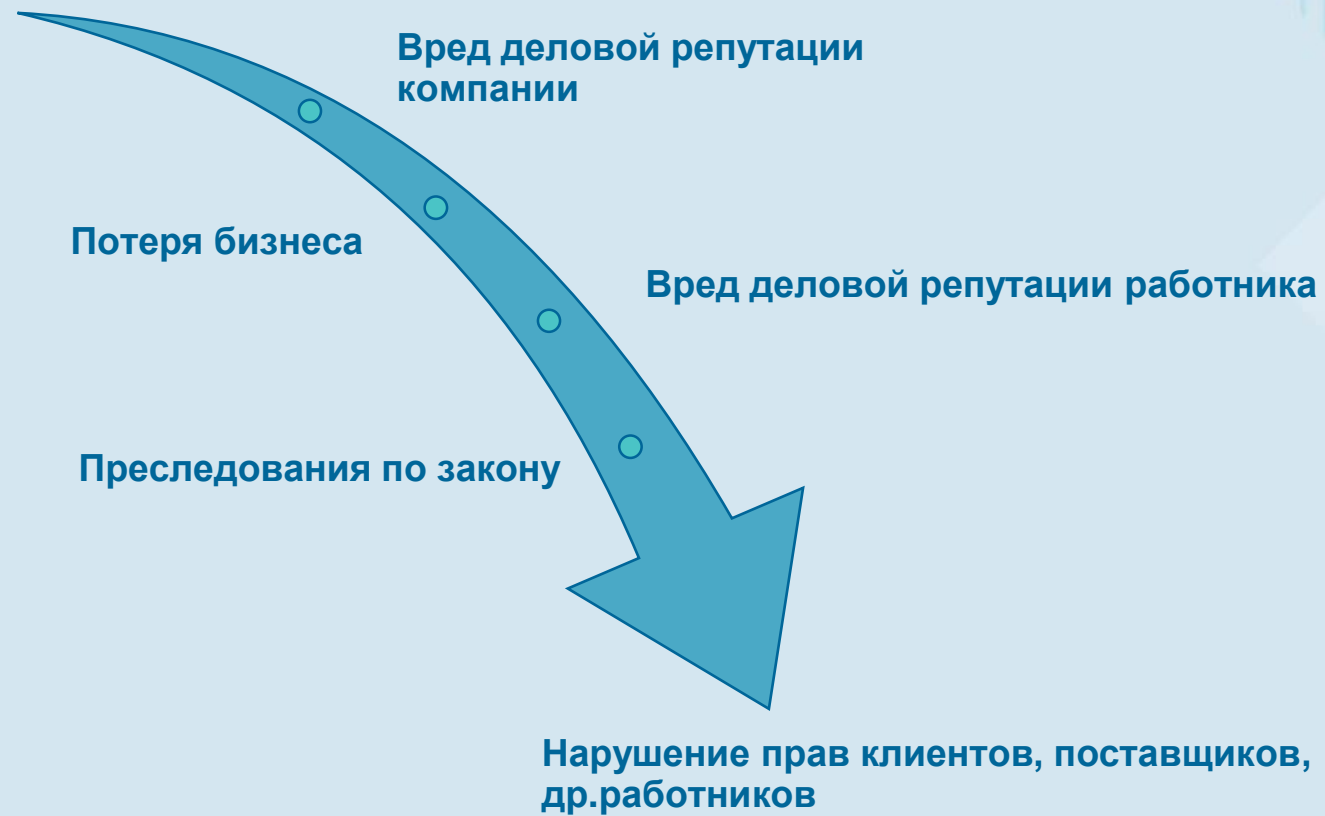 Вред деловой репутации
компании
Потеря бизнеса
Вред деловой репутации работника
Преследования по закону
Нарушение прав клиентов, поставщиков,
др.работников